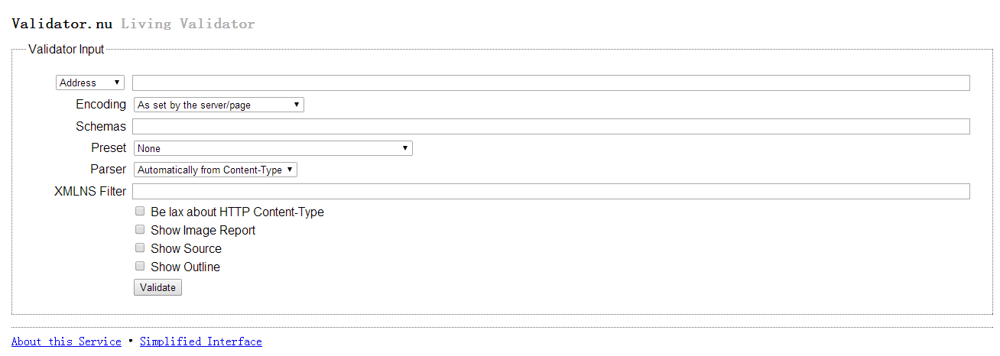 Validator.nu Living Validator
Validator Input
Address
Encoding As set by the server/page
Schemas
Preset None
Parser Automatically from Content-Type
XMLNS Filter
Be lax about HTTP Content-Type
Show Image Report
Show Source
Show Outline
Validate
About this Service • Simplified Interface